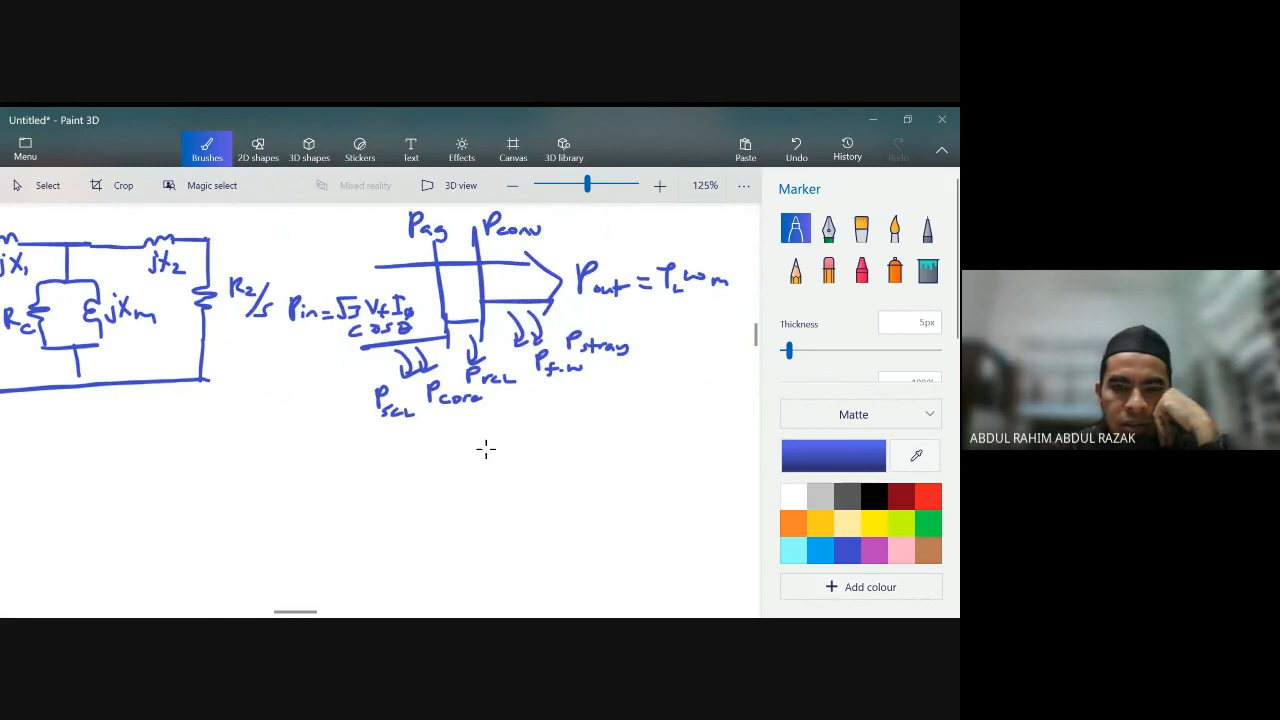 Untitled* - Paint 3D
Menu
Brushes
2D shapes
3D shapes
Stickers
Text
Effects
Canvas
3D library
Paste
Undo
History
Redo
Select
Crop
Magic select
Mixed reality
3D view
125%
Marker
Thickness
5px
Matte
Add colour
ABDUL RAHIM ABDUL RAZAK
Pag
Pconv
jX1
jX2
Rc
jXm
R2/s
Pin = √3 VT
cos θ
Pout = TL ωm
PSCL
Pcore
PRCL
Pf.w
Pstray